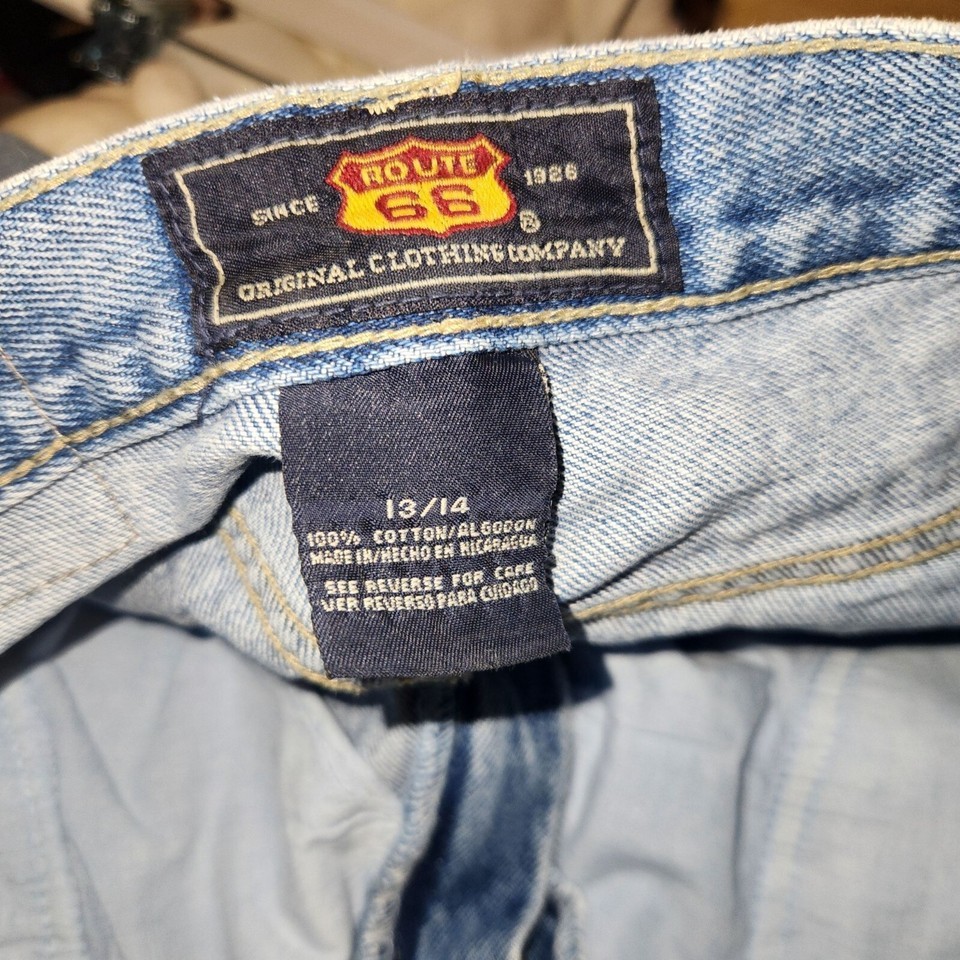 ROUTE
SINCE 66 1926
®
ORIGINAL CLOTHING COMPANY
13/14
100% COTTON/ALGODON
MADE IN/HECHO EN NICARAGUA
SEE REVERSE FOR CARE
VER REVERSO PARA CUIDADO